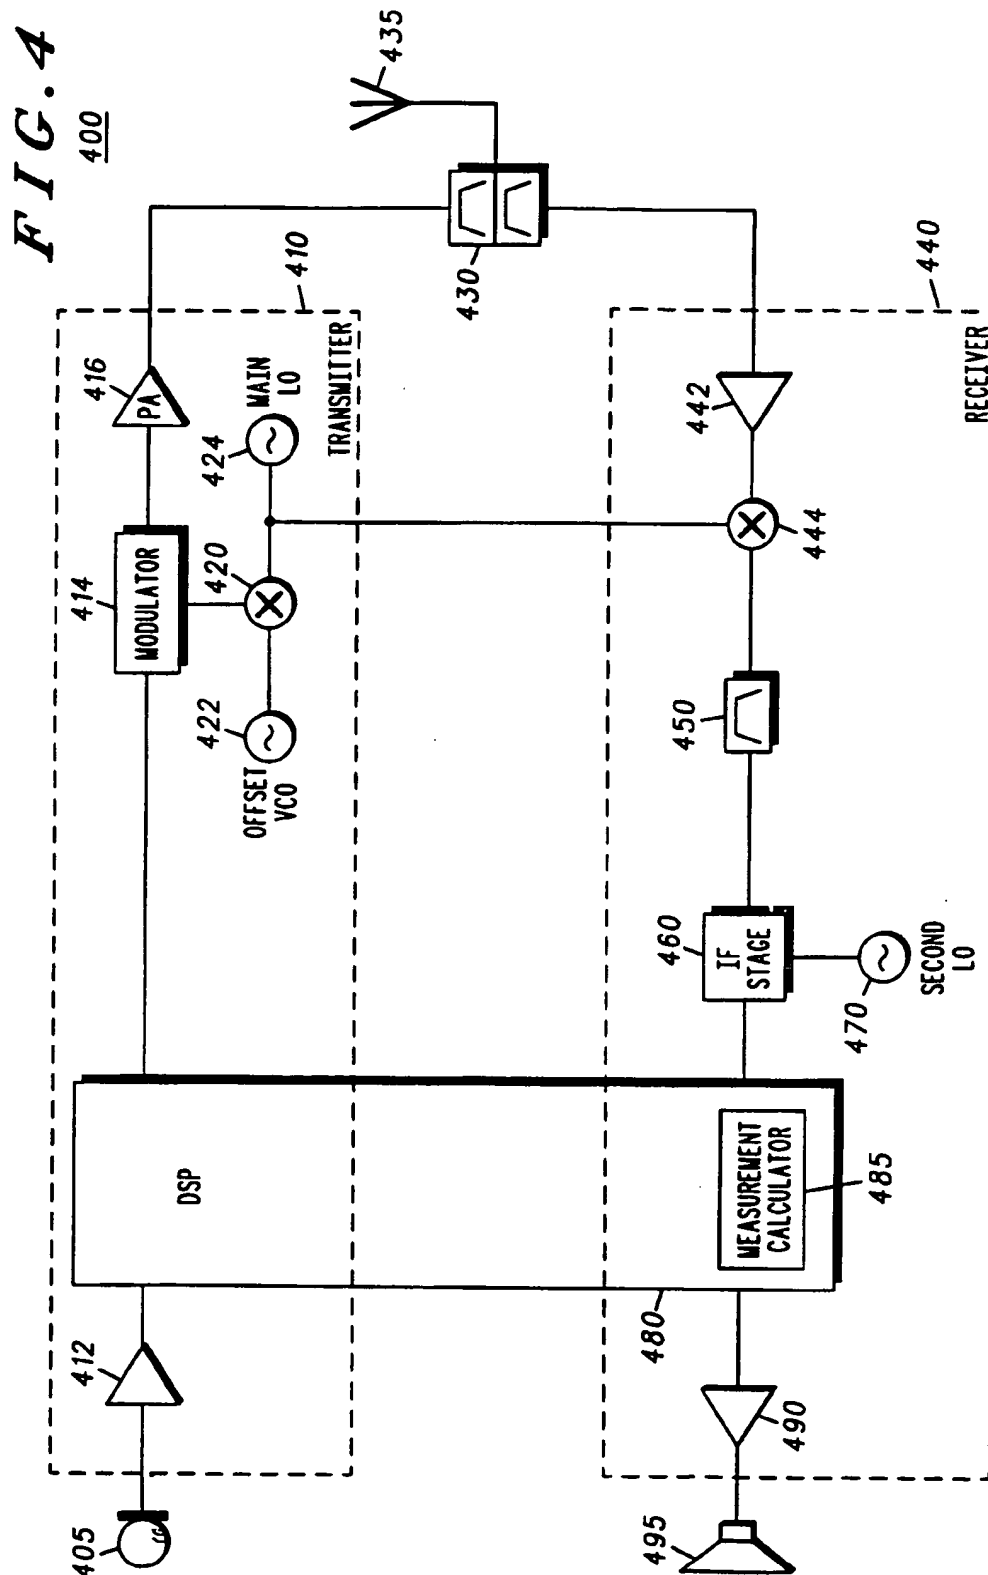 FIG. 4
400
405
412
DSP
414
MODULATOR
416
PA
420
422
OFFSET
VCO
424
MAIN
LO
TRANSMITTER
410
430
435
480
490
495
MEASUREMENT
CALCULATOR
485
460
IF
STAGE
470
SECOND
LO
450
444
442
440
RECEIVER